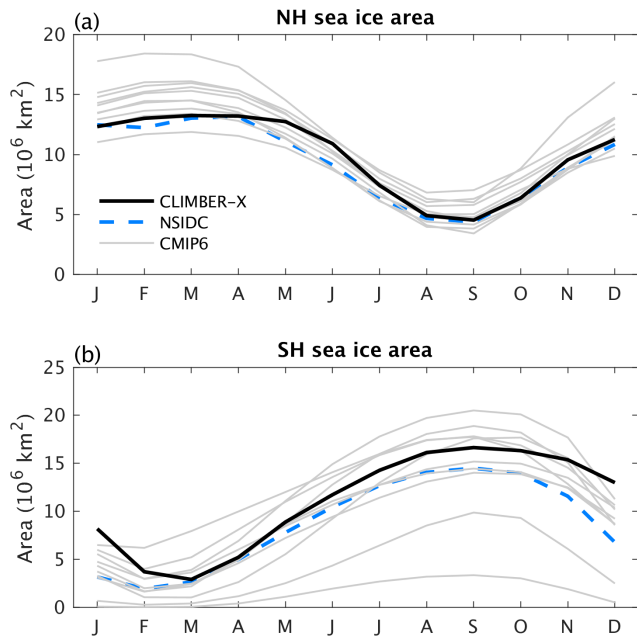 (a) NH sea ice area
20
15
10
5
0
Area (10⁶ km²)
CLIMBER-X
NSIDC
CMIP6
J F M A M J J A S O N D
(b) SH sea ice area
25
20
15
10
5
0
Area (10⁶ km²)
J F M A M J J A S O N D